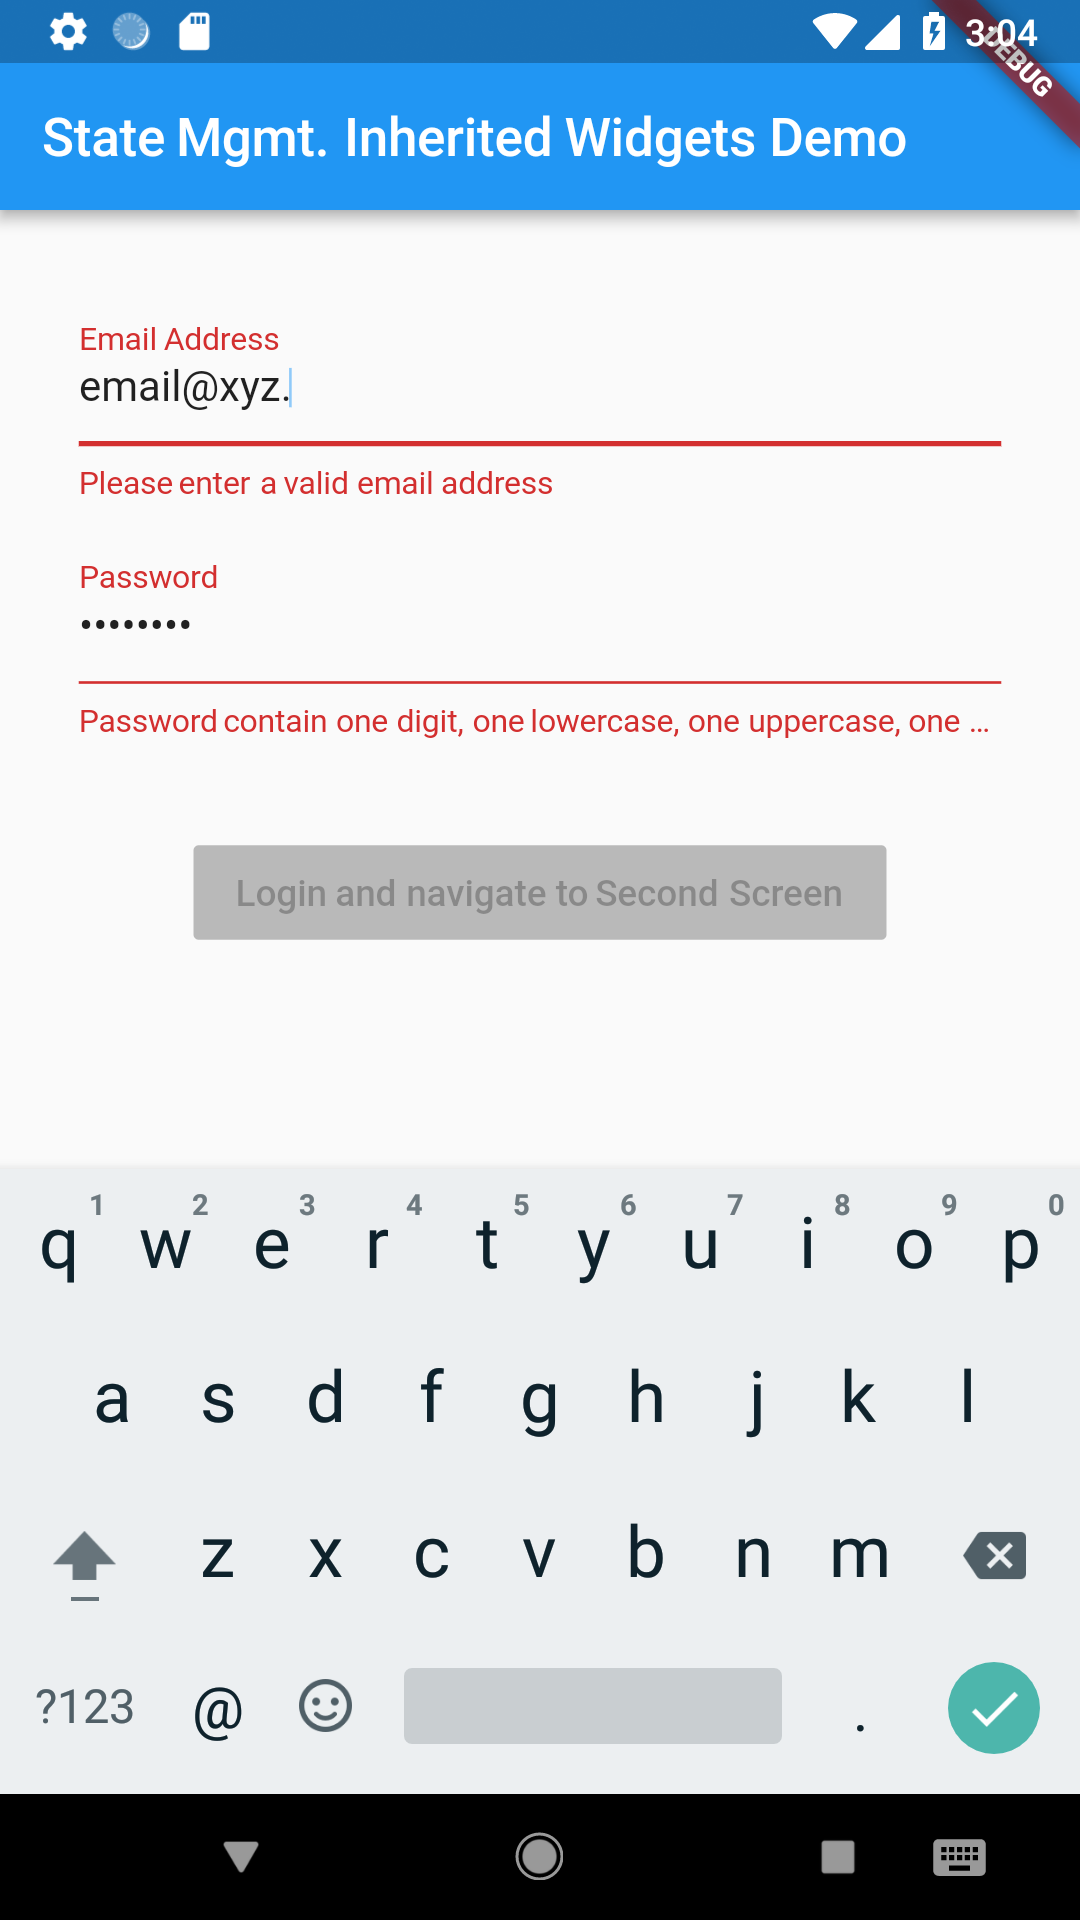 3:04
DEBUG
State Mgmt. Inherited Widgets Demo
Email Address
email@xyz.
Please enter a valid email address
Password
••••••••
Password contain one digit, one lowercase, one uppercase, one ...
Login and navigate to Second Screen
1 2 3 4 5 6 7 8 9 0
q w e r t y u i o p
a s d f g h j k l
z x c v b n m
?123 @ .